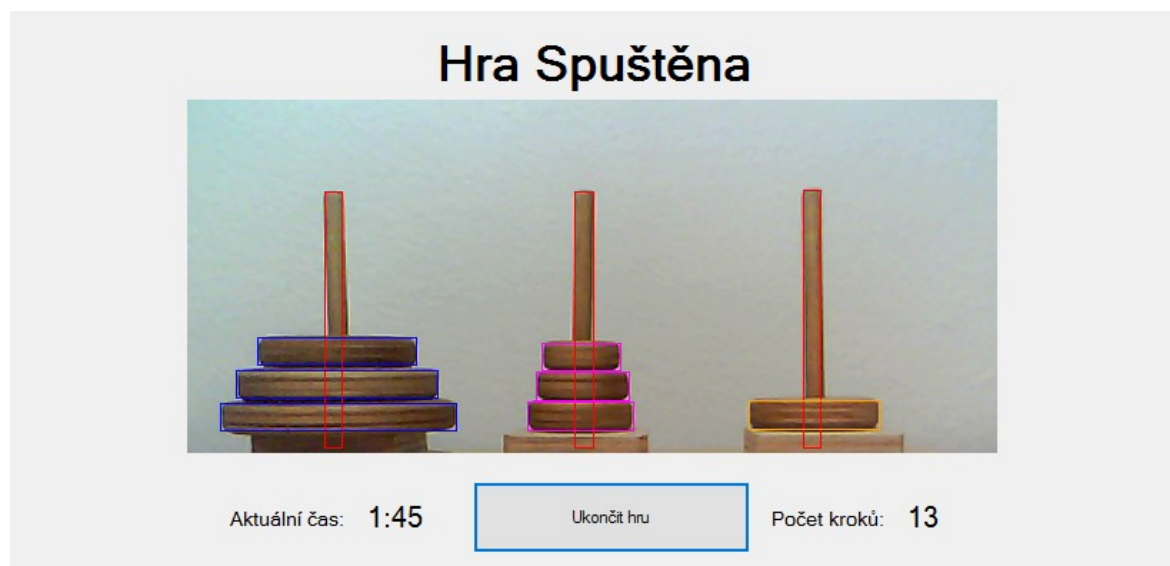 Hra Spuštěna
Aktuální čas: 1:45
Ukončit hru
Počet kroků: 13